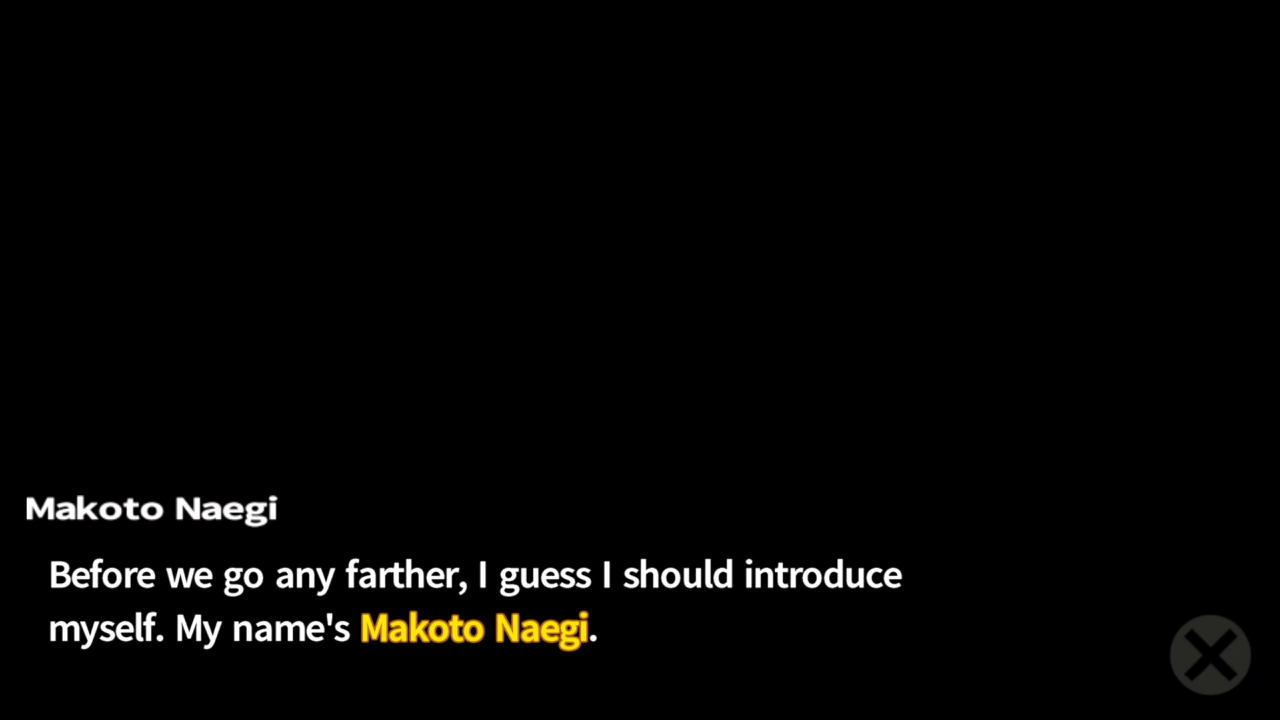 Makoto Naegi
Before we go any farther, I guess I should introduce
myself. My name's Makoto Naegi.